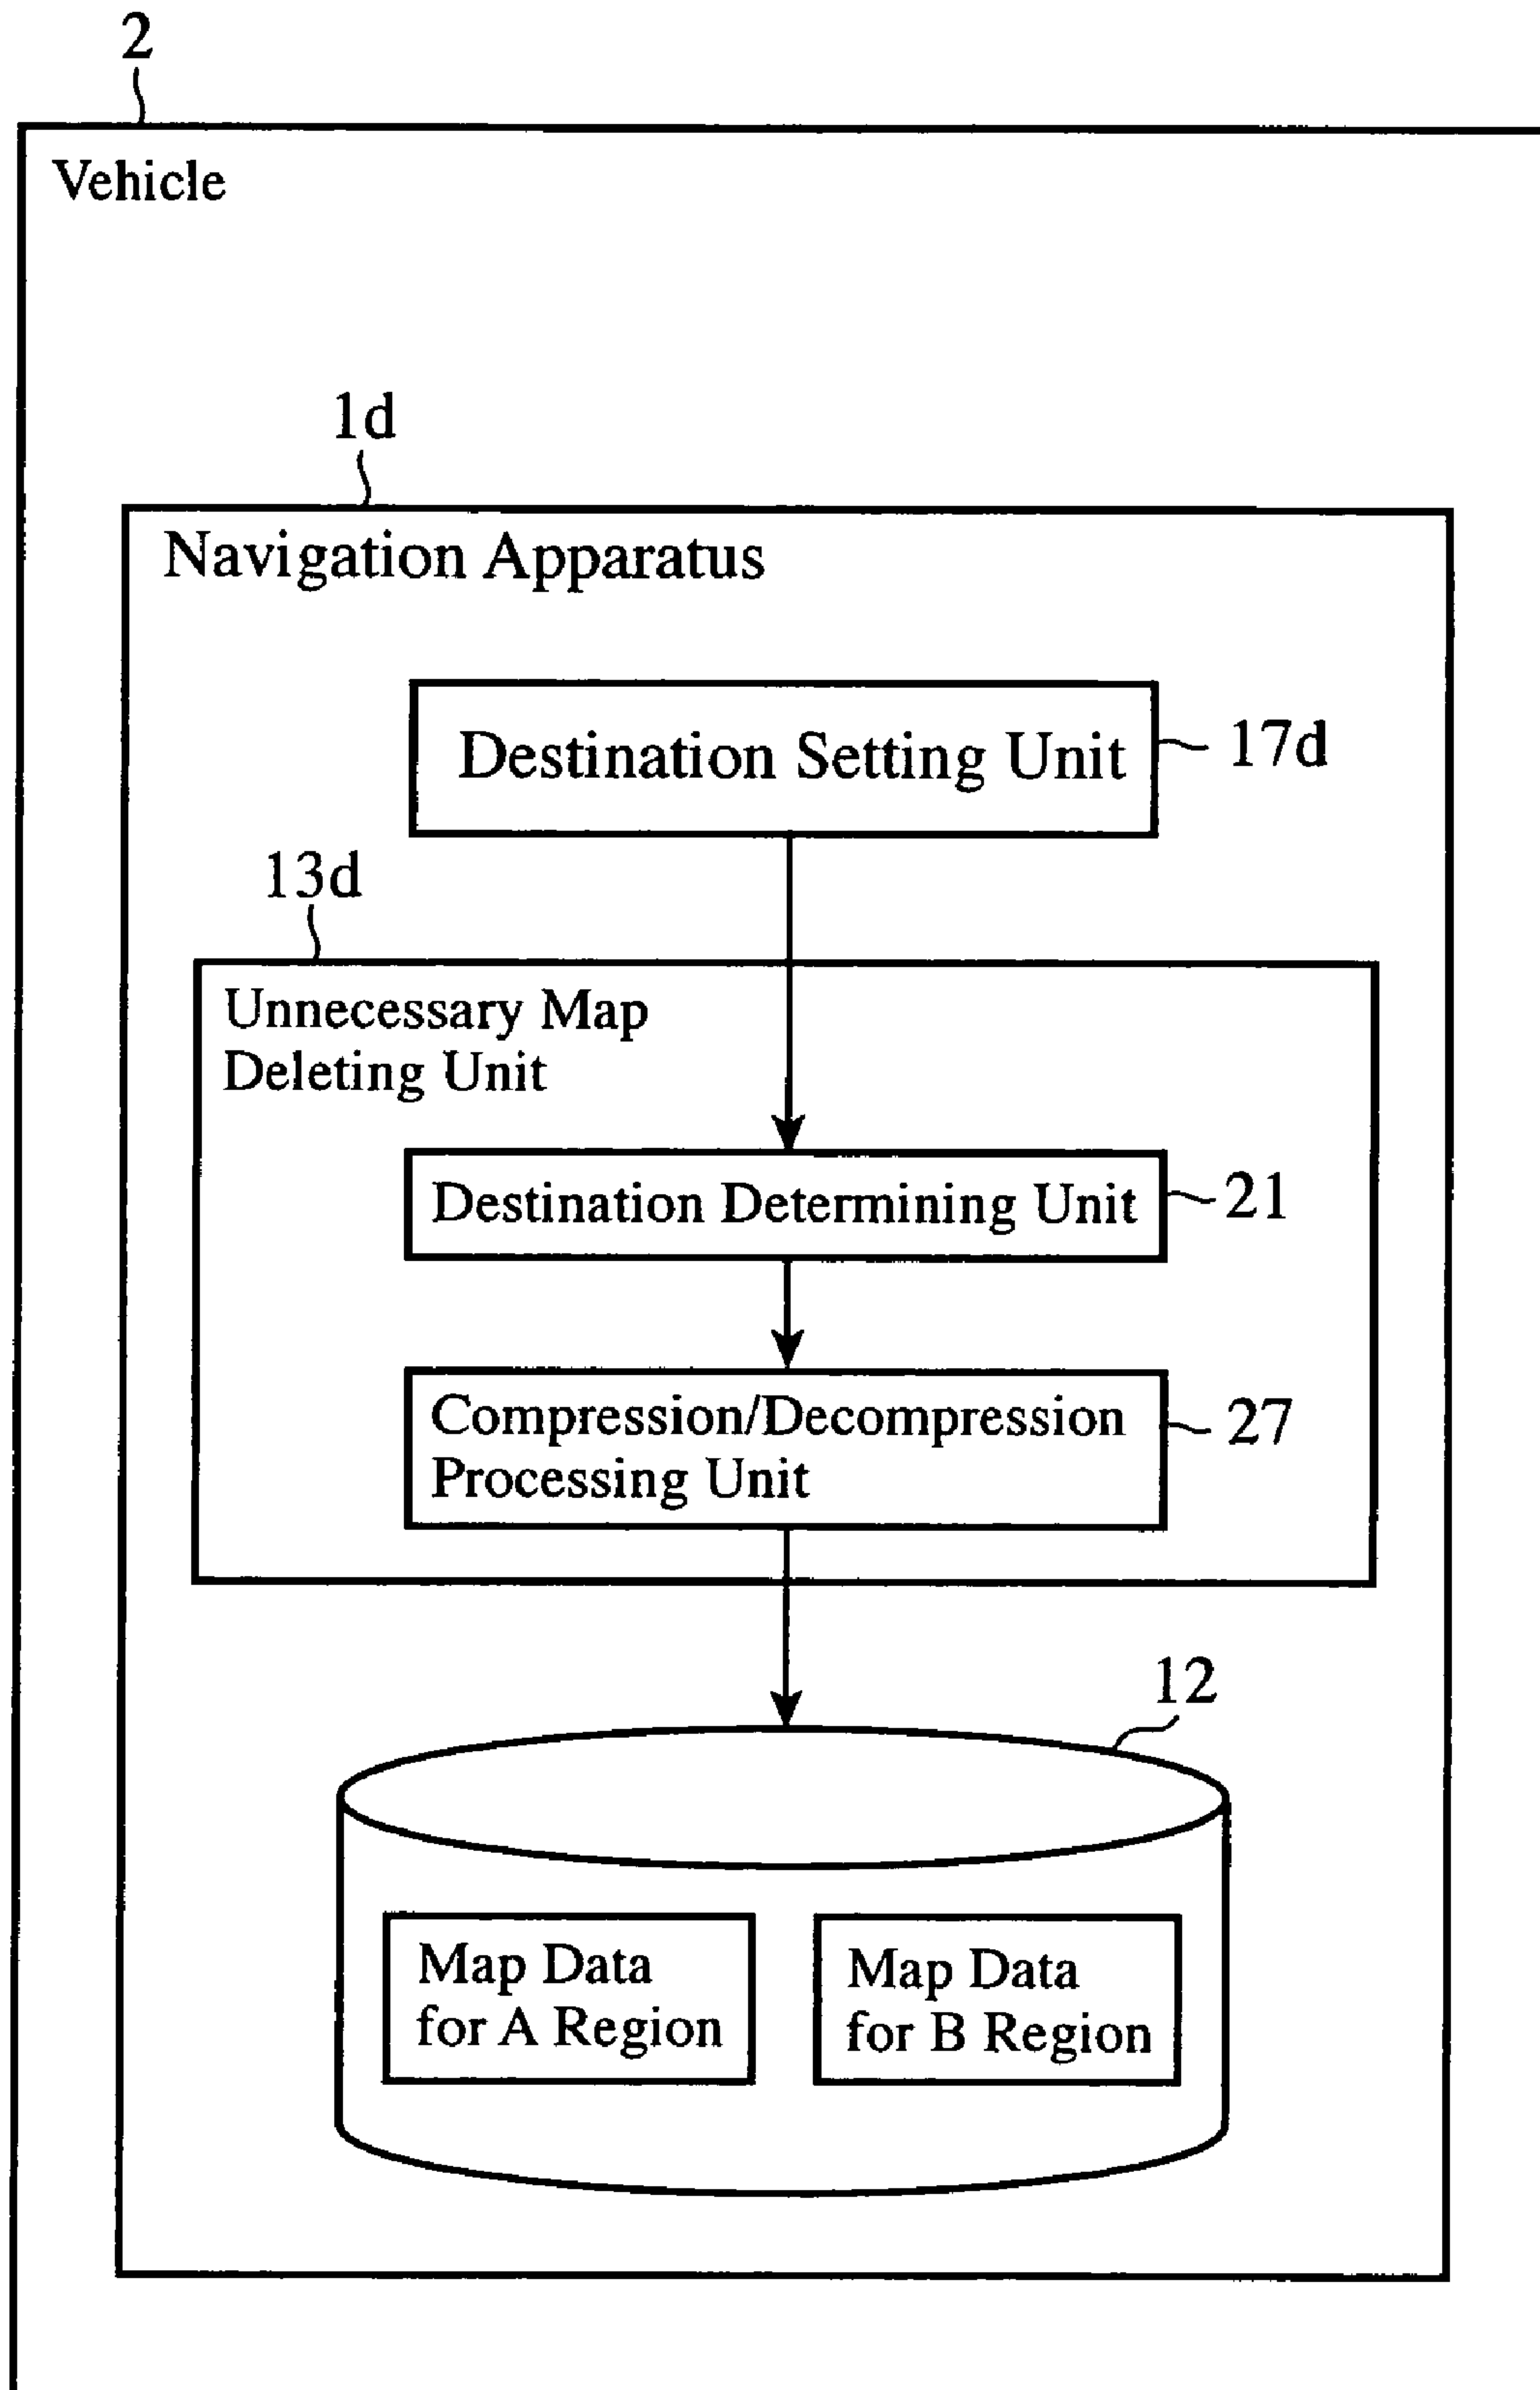 2
Vehicle
1d
Navigation Apparatus
Destination Setting Unit
17d
13d
Unnecessary Map
Deleting Unit
Destination Determining Unit
21
Compression/Decompression
Processing Unit
27
12
Map Data
for A Region
Map Data
for B Region